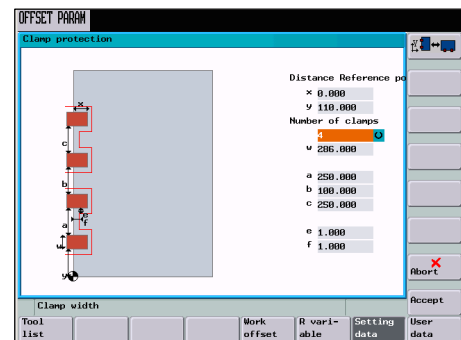 OFFSET PARAM
Clamp protection
Distance Reference po
x 0.000
y 110.000
Number of clamps
4
w 286.000
a 250.000
b 100.000
c 250.000
e 1.000
f 1.000
x
c
b
e
f
a
w
y
Abort
Clamp width
Accept
Tool list
Work offset
R vari- able
Setting data
User data